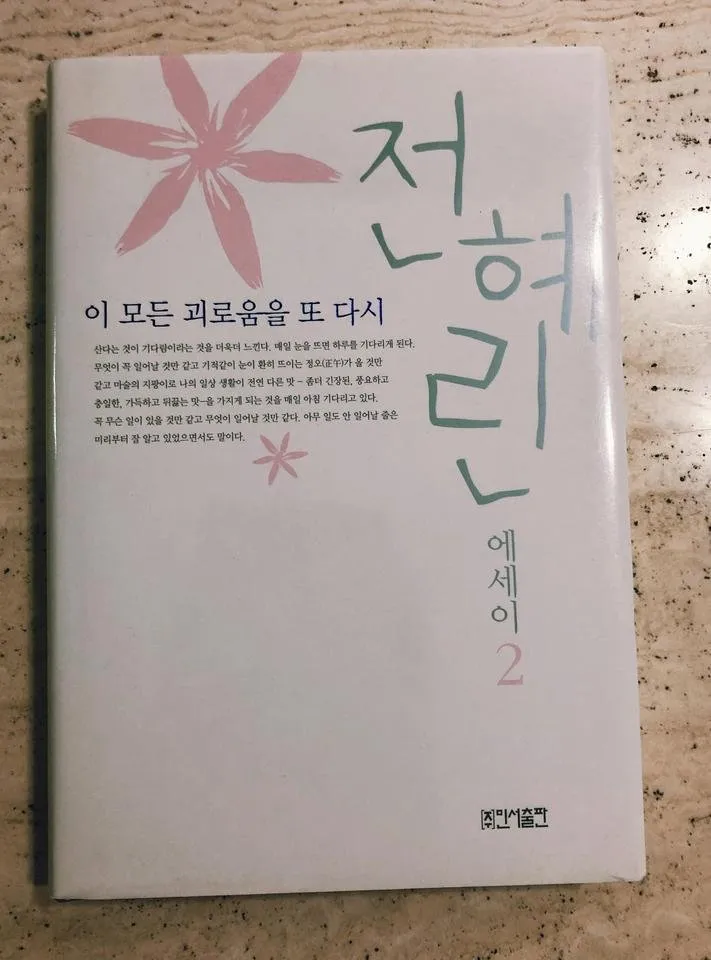 전혜린
이 모든 괴로움을 또 다시
산다는 것이 기다림이라는 것을 더욱더 느낀다. 매일 눈을 뜨면 하루를 기다리게 된다.
무엇이 꼭 일어날 것만 같고 기적같이 눈이 환히 뜨이는 정오(正午)가 올 것만
같고 마술의 지팡이로 나의 일상 생활이 전연 다른 맛 – 좀더 긴장된, 풍요하고
충일한, 가득하고 뒤끓는 맛–을 가지게 되는 것을 매일 아침 기다리고 있다.
꼭 무슨 일이 있을 것만 같고 무엇이 일어날 것만 같다. 아무 일도 안 일어날 줄은
미리부터 잘 알고 있었으면서도 말이다.
에세이 2
[주]민서출판